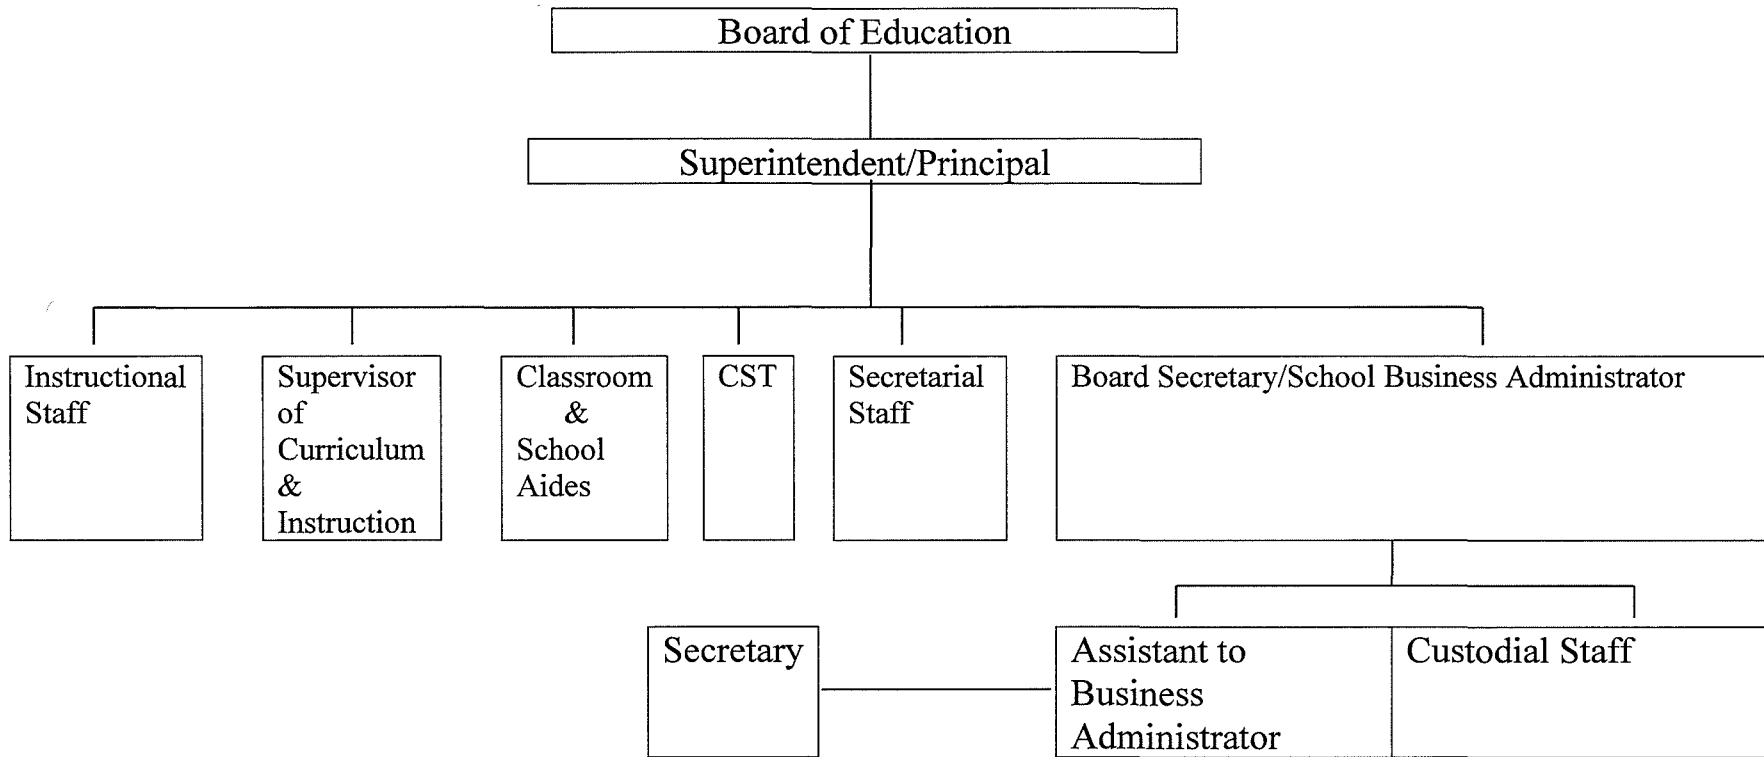 Board of Education
Superintendent/Principal
Instructional
Staff
Supervisor
of
Curriculum
&
Instruction
Classroom
&
School
Aides
CST
Secretarial
Staff
Board Secretary/School Business Administrator
Secretary
Assistant to
Business
Administrator
Custodial Staff